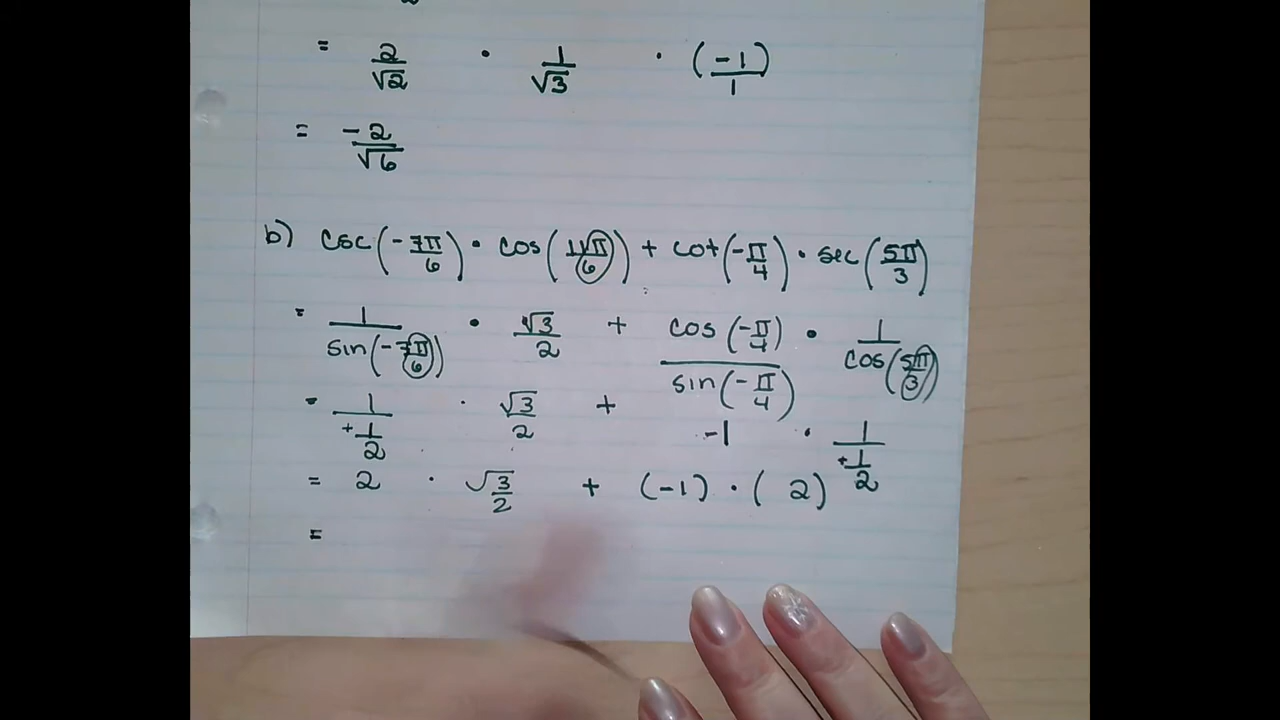 = 2/√2 · 1/√3 · (-1)/1
= -2/√6
b) csc(-7π/6) · cos(11π/6) + cot(-π/4) · sec(5π/3)
= 1/sin(-7π/6) · √3/2 + cos(-π/4)/sin(-π/4) · 1/cos(5π/3)
= 1/+1/2 · √3/2 + -1 · 1/+1/2
= 2 · √3/2 + (-1) · (2)
=